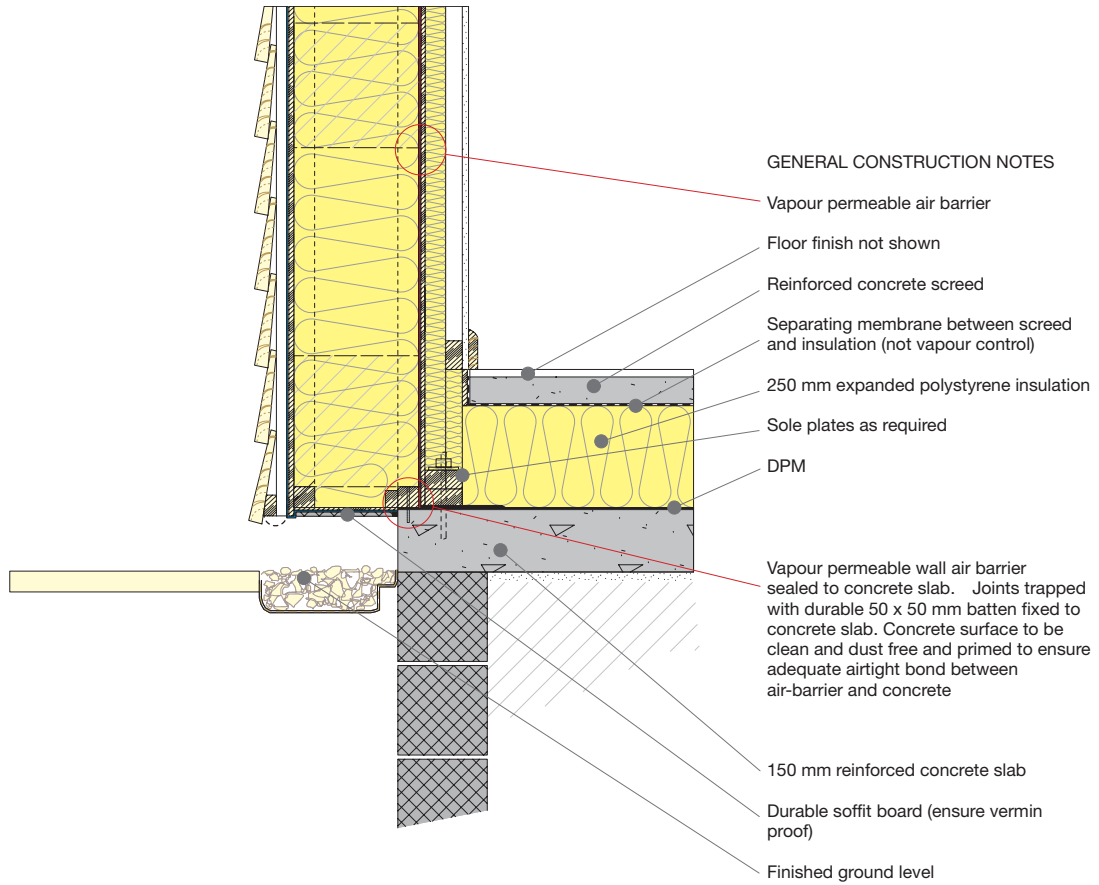 GENERAL CONSTRUCTION NOTES
Vapour permeable air barrier
Floor finish not shown
Reinforced concrete screed
Separating membrane between screed
and insulation (not vapour control)
250 mm expanded polystyrene insulation
Sole plates as required
DPM
Vapour permeable wall air barrier
sealed to concrete slab. Joints trapped
with durable 50 x 50 mm batten fixed to
concrete slab. Concrete surface to be
clean and dust free and primed to ensure
adequate airtight bond between
air-barrier and concrete
150 mm reinforced concrete slab
Durable soffit board (ensure vermin
proof)
Finished ground level